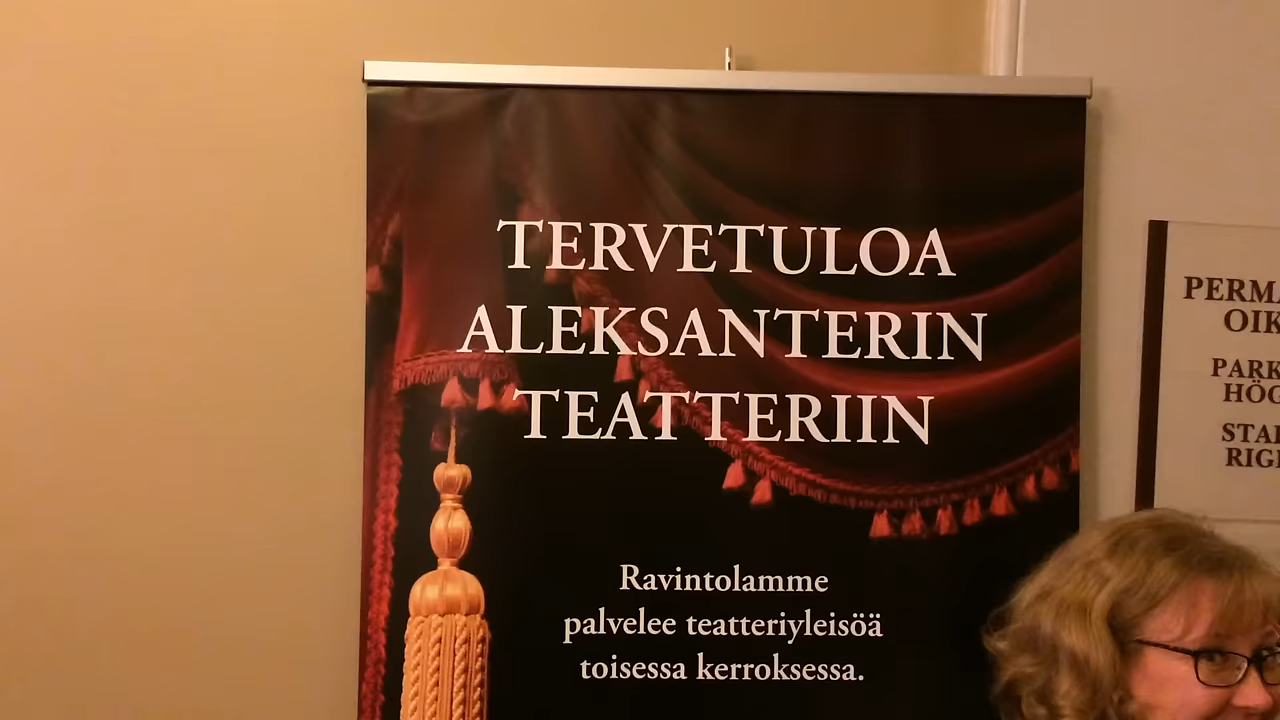 TERVETULOA
ALEKSANTERIN
TEATTERIIN
Ravintolamme
palvelee teatteriyleisöä
toisessa kerroksessa.